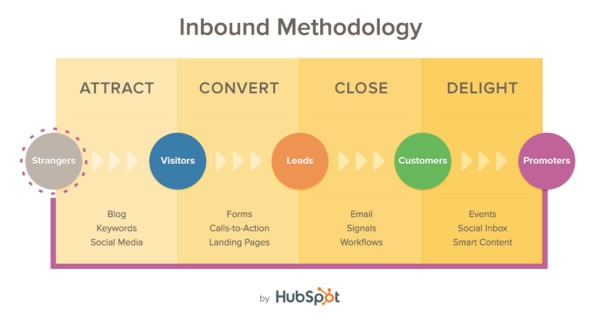 Inbound Methodology
ATTRACT
CONVERT
CLOSE
DELIGHT
Strangers
Visitors
Leads
Customers
Promoters
Blog
Keywords
Social Media
Forms
Calls-to-Action
Landing Pages
Email
Signals
Workflows
Events
Social Inbox
Smart Content
by HubSpot